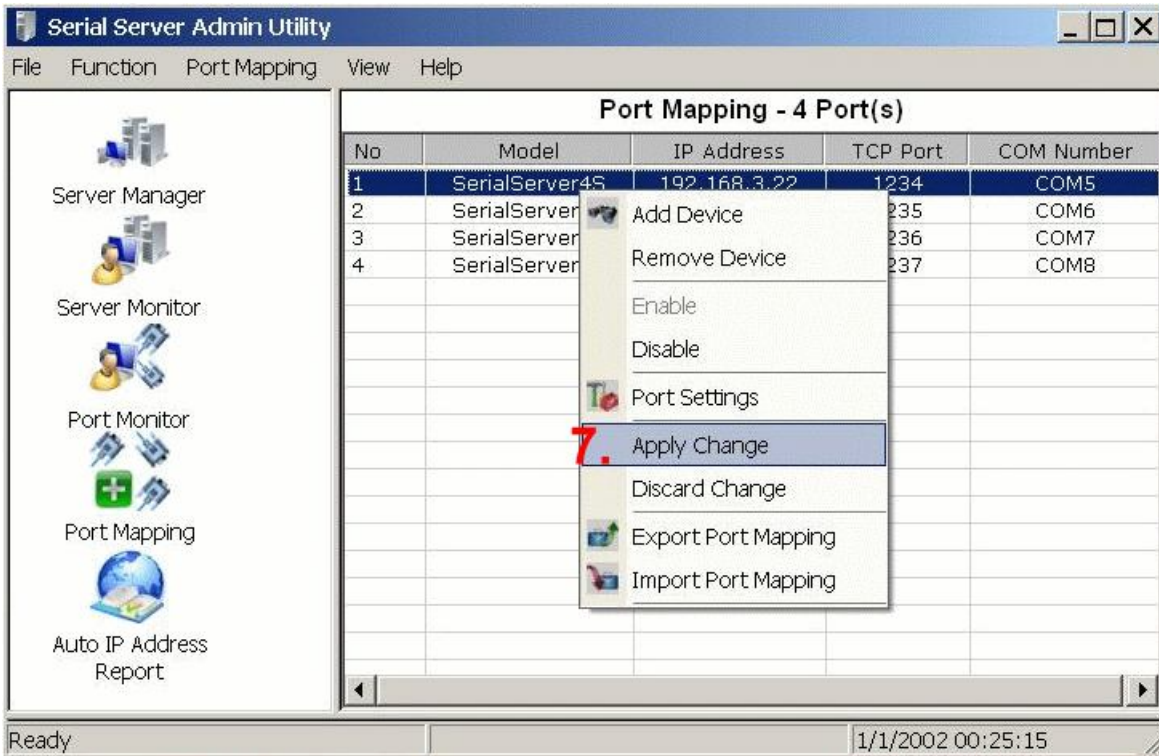 Serial Server Admin Utility
File Function Port Mapping View Help
Server Manager
Server Monitor
Port Monitor
Port Mapping
Auto IP Address
Report
Port Mapping - 4 Port(s)
No Model IP Address TCP Port COM Number
1 SerialServer4S 192.168.3.22 1234 COM5
2 SerialServer 235 COM6
3 SerialServer 236 COM7
4 SerialServer 237 COM8
Add Device
Remove Device
Enable
Disable
Port Settings
7. Apply Change
Discard Change
Export Port Mapping
Import Port Mapping
Ready 1/1/2002 00:25:15